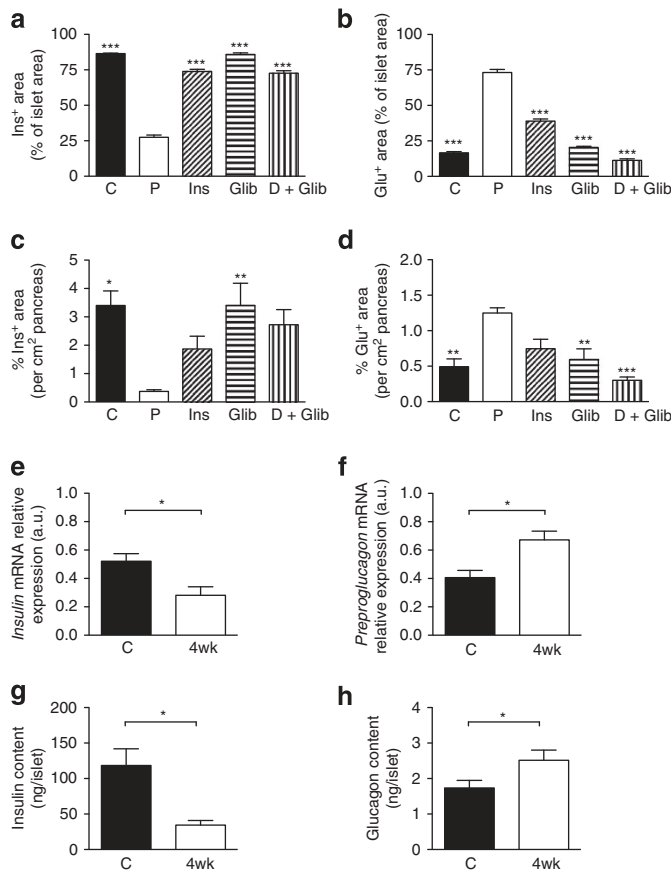 a
Ins⁺ area
(% of islet area)
100
75
50
25
0
***
***
***
***
C P Ins Glib D + Glib
b
Glu⁺ area (% of islet area)
100
75
50
25
0
***
***
***
***
C P Ins Glib D + Glib
c
% Ins⁺ area
(per cm² pancreas)
5
4
3
2
1
0
*
**
C P Ins Glib D + Glib
d
% Glu⁺ area
(per cm² pancreas)
2.0
1.5
1.0
0.5
0.0
**
**
***
C P Ins Glib D + Glib
e
Insulin mRNA relative
expression (a.u.)
1.0
0.8
0.6
0.4
0.2
0.0
*
C 4wk
f
Preproglucagon mRNA
relative expression (a.u.)
1.0
0.8
0.6
0.4
0.2
0.0
*
C 4wk
g
Insulin content
(ng/islet)
200
150
100
50
0
*
C 4wk
h
Glucagon content
(ng/islet)
4
3
2
1
0
*
C 4wk